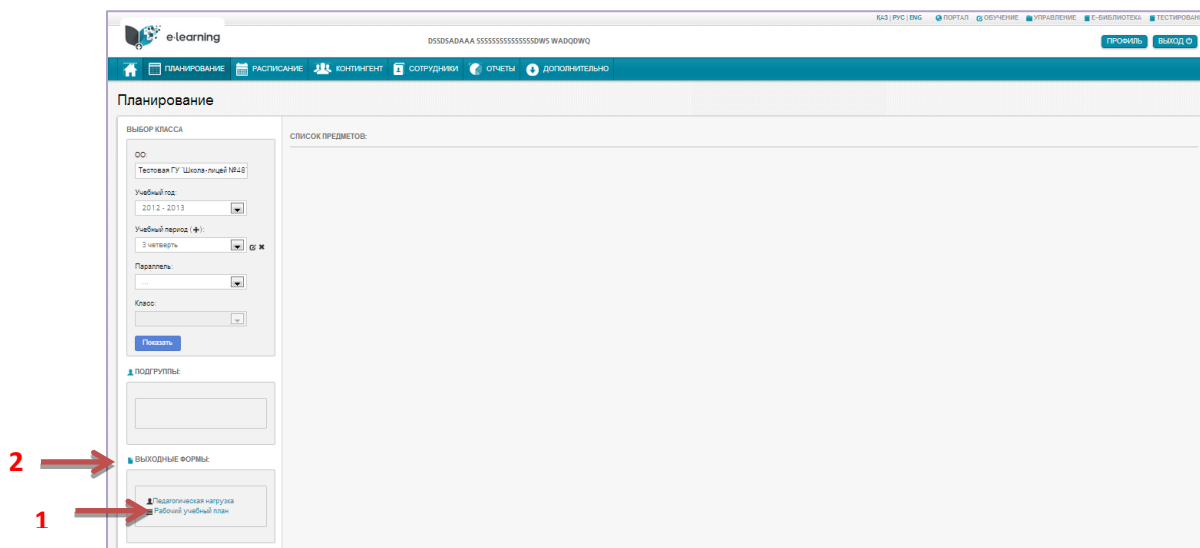 ҚАЗ | РУС | ENG ПОРТАЛ ОБУЧЕНИЕ УПРАВЛЕНИЕ Е-БИБЛИОТЕКА ТЕСТИРОВАНИ
e-learning
DSSDSADAAA SSSSSSSSSSSSSSSDWS WADQDWQ
ПРОФИЛЬ ВЫХОД
ПЛАНИРОВАНИЕ РАСПИСАНИЕ КОНТИНГЕНТ СОТРУДНИКИ ОТЧЕТЫ ДОПОЛНИТЕЛЬНО
Планирование
ВЫБОР КЛАССА
СПИСОК ПРЕДМЕТОВ:
ОО:
Тестовая ГУ "Школа-лицей №48
Учебный год:
2012 - 2013
Учебный период (+):
3 четверть
Параллель:
...
Класс:
Показать
ПОДГРУППЫ:
2
ВЫХОДНЫЕ ФОРМЫ:
Педагогическая нагрузка
Рабочий учебный план
1